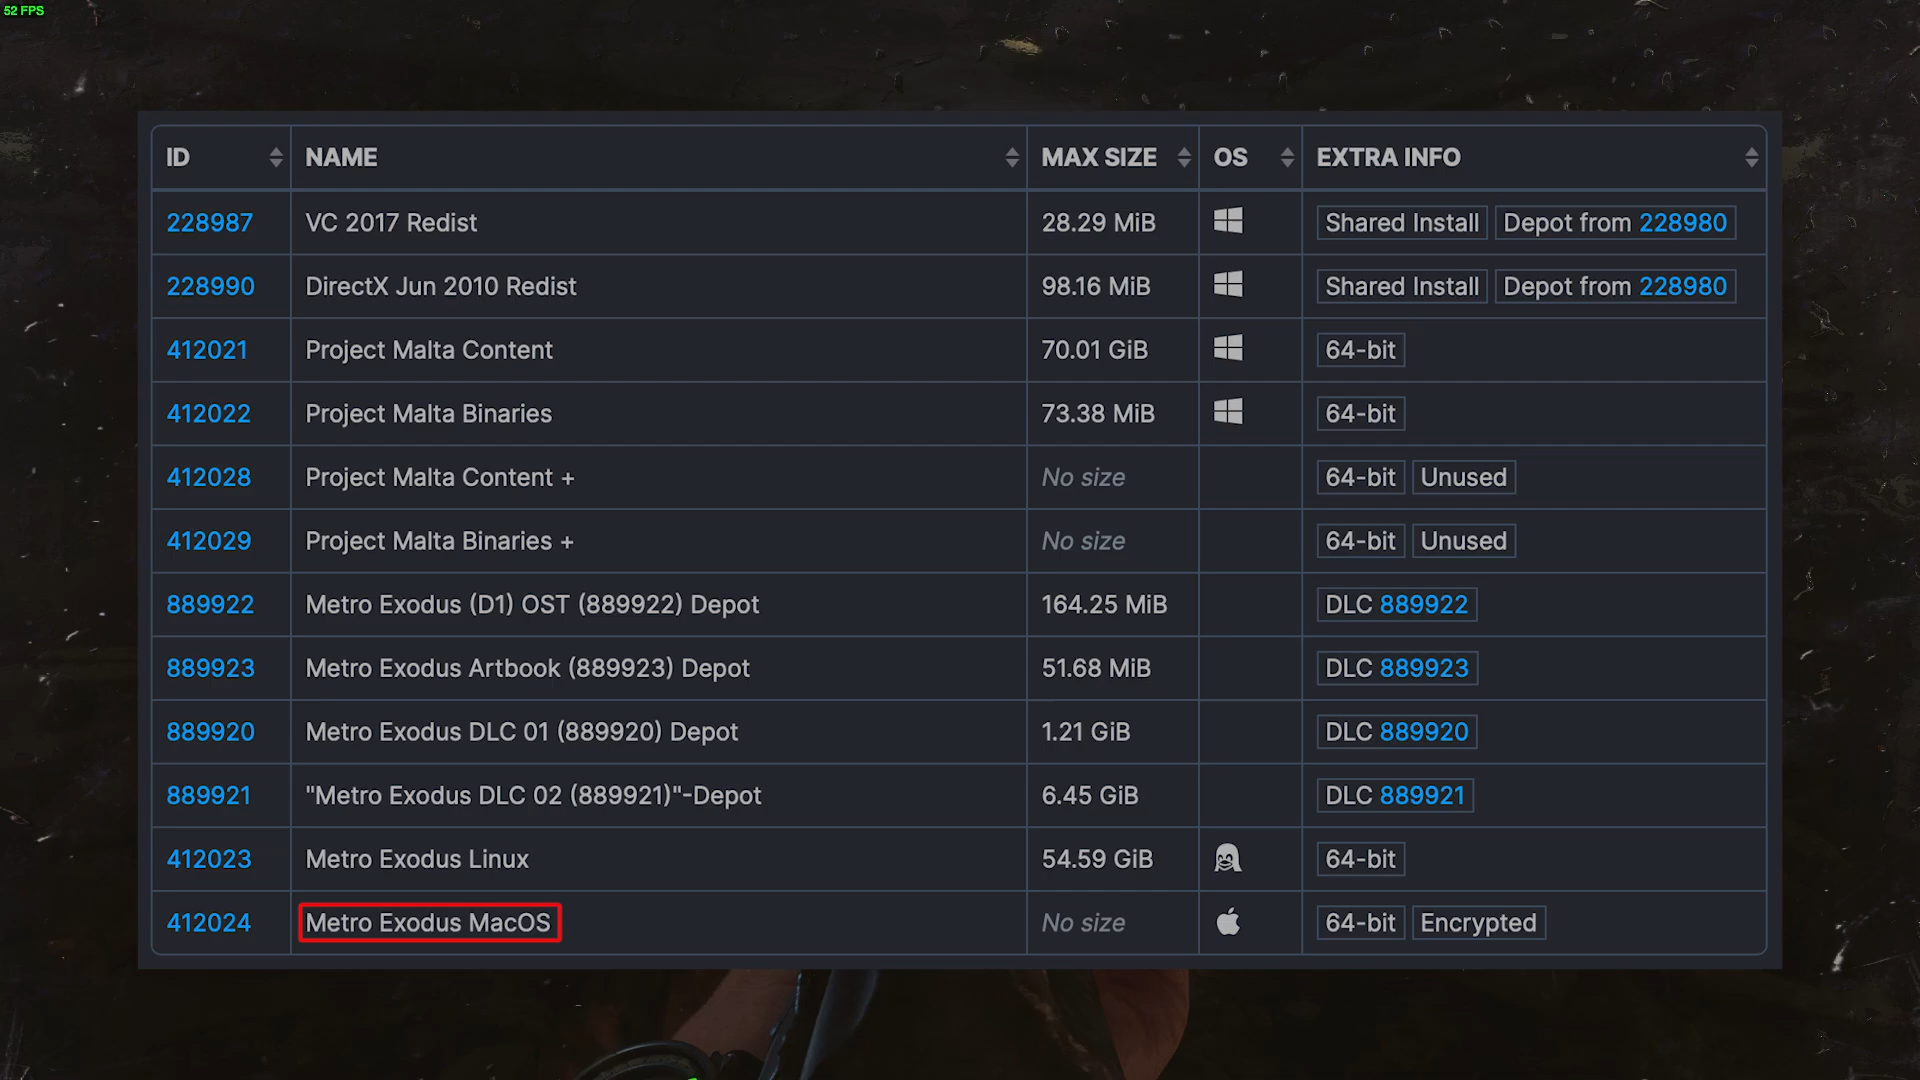 52 FPS
ID NAME MAX SIZE OS EXTRA INFO
228987 VC 2017 Redist 28.29 MiB Shared Install Depot from 228980
228990 DirectX Jun 2010 Redist 98.16 MiB Shared Install Depot from 228980
412021 Project Malta Content 70.01 GiB 64-bit
412022 Project Malta Binaries 73.38 MiB 64-bit
412028 Project Malta Content + No size 64-bit Unused
412029 Project Malta Binaries + No size 64-bit Unused
889922 Metro Exodus (D1) OST (889922) Depot 164.25 MiB DLC 889922
889923 Metro Exodus Artbook (889923) Depot 51.68 MiB DLC 889923
889920 Metro Exodus DLC 01 (889920) Depot 1.21 GiB DLC 889920
889921 "Metro Exodus DLC 02 (889921)"-Depot 6.45 GiB DLC 889921
412023 Metro Exodus Linux 54.59 GiB 64-bit
412024 Metro Exodus MacOS No size 64-bit Encrypted